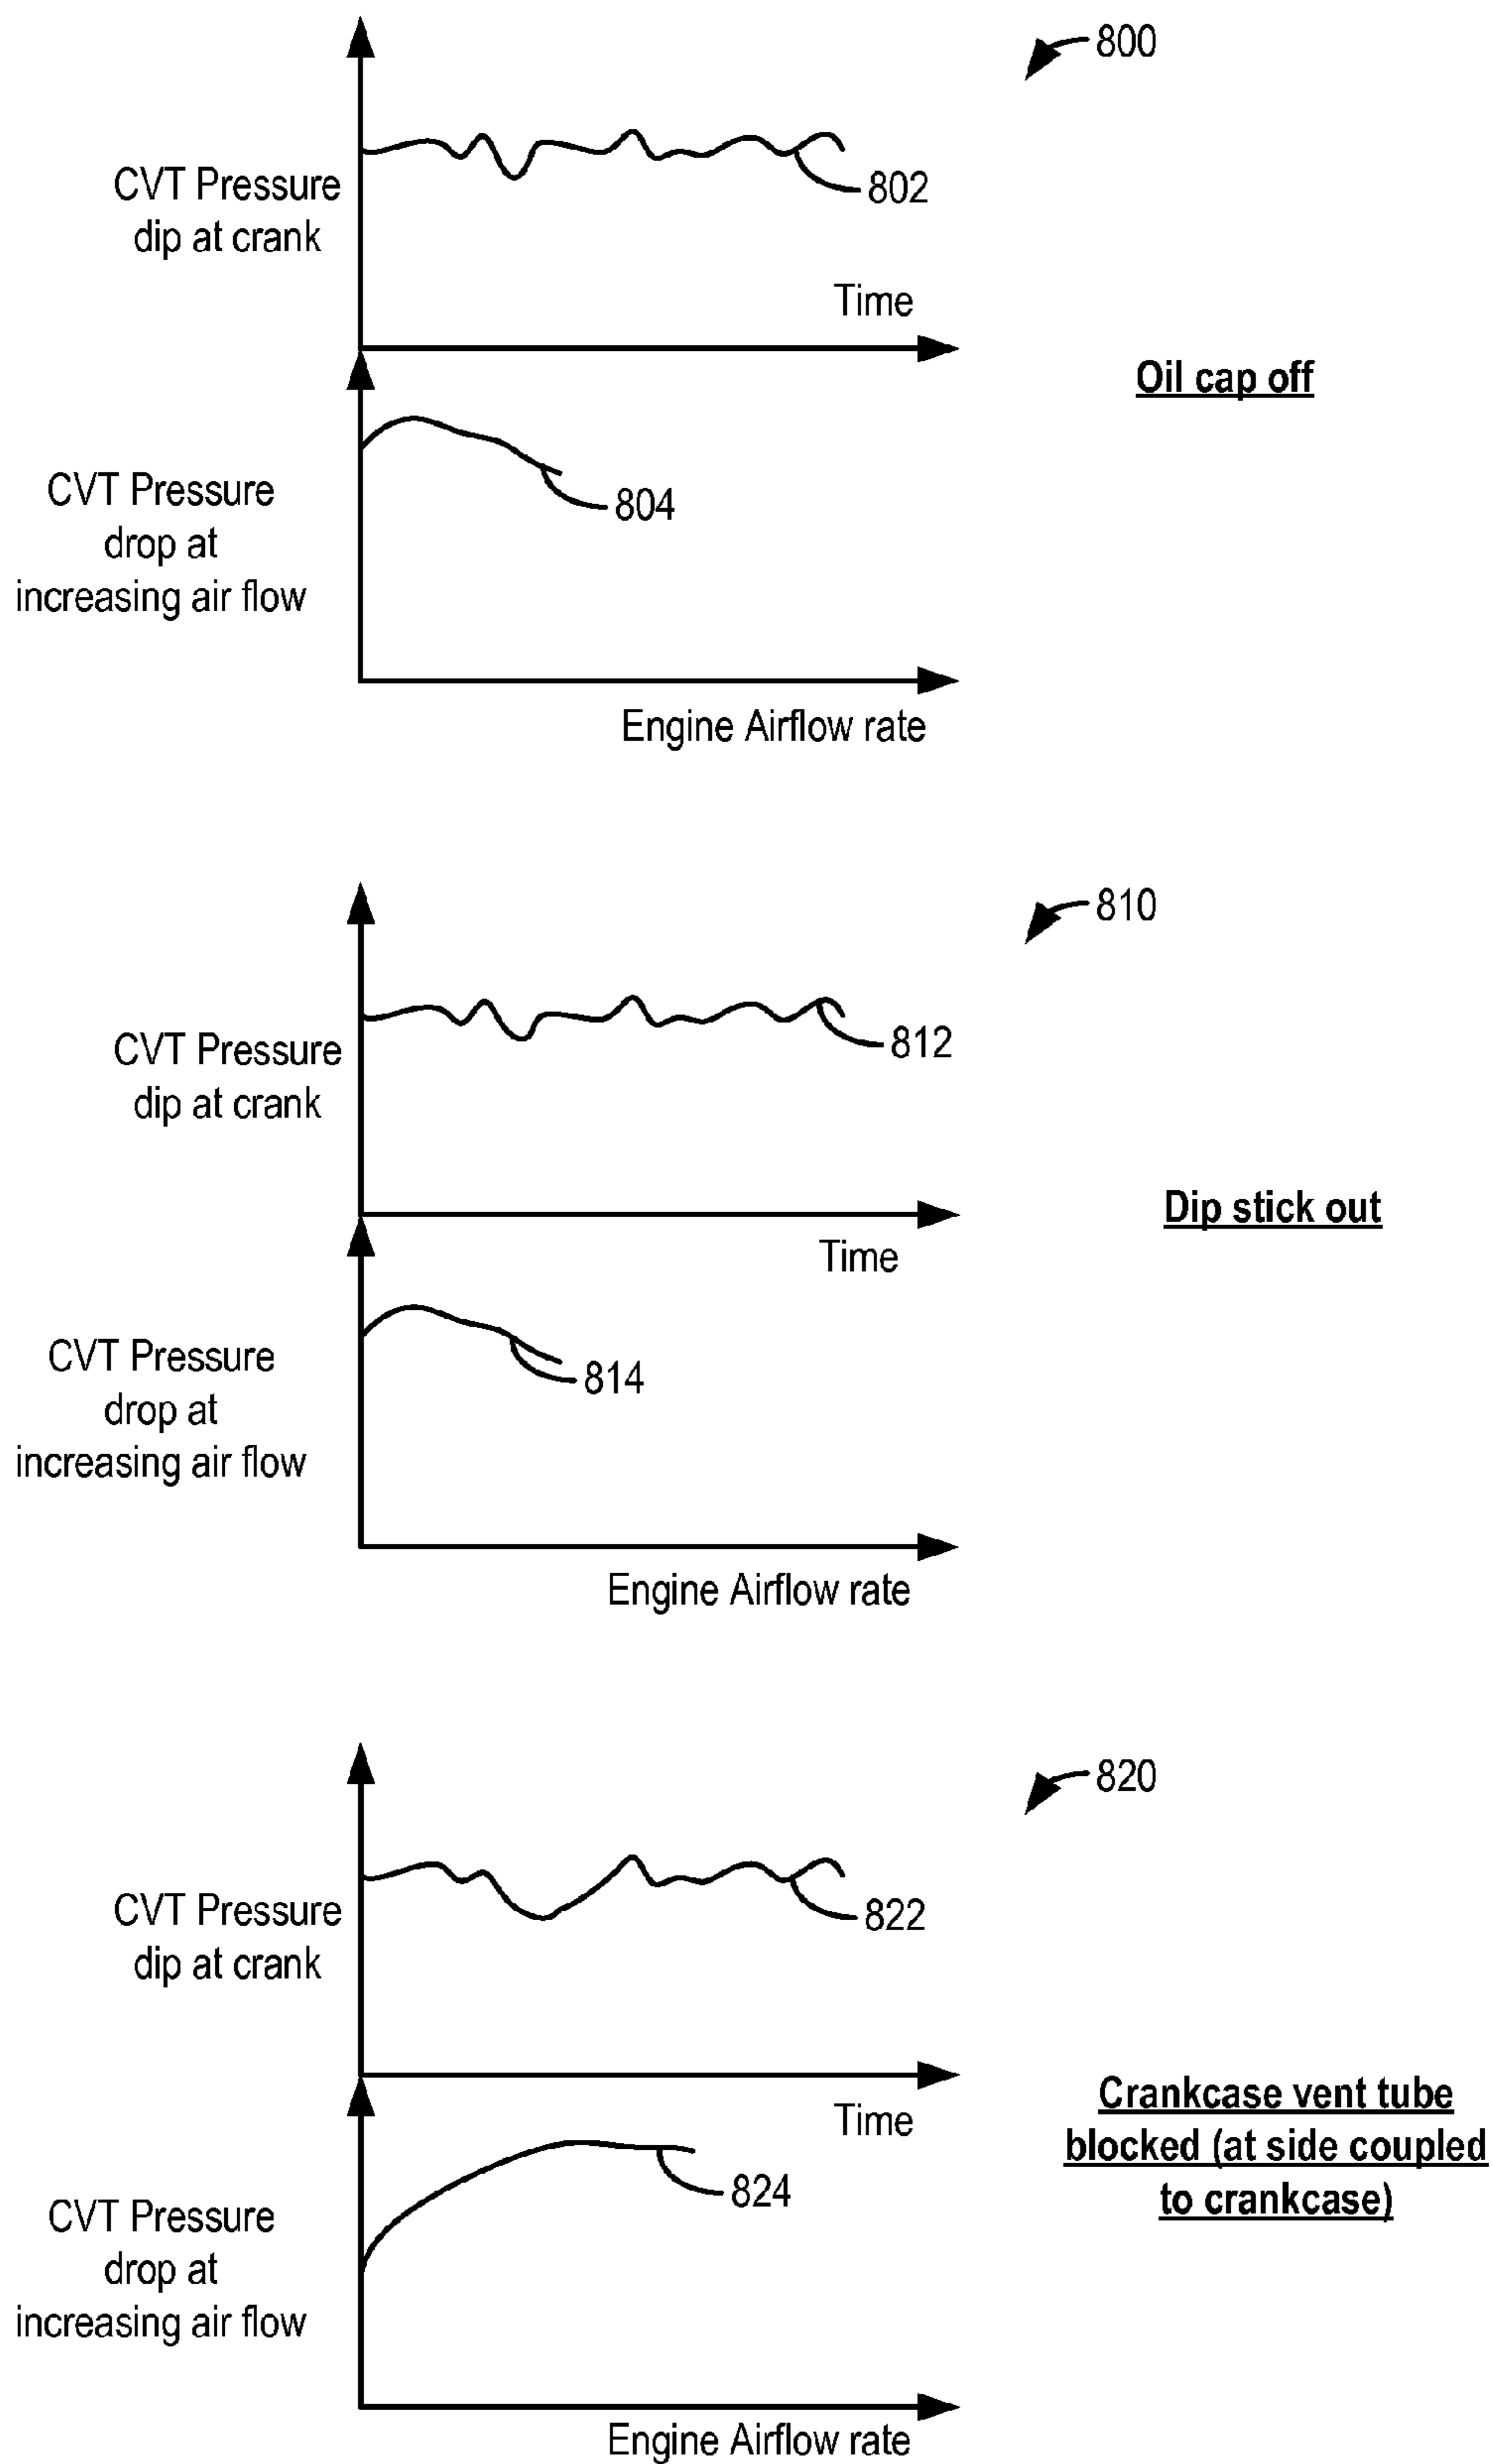 800
CVT Pressure
dip at crank
802
Time
Oil cap off
CVT Pressure
drop at
increasing air flow
804
Engine Airflow rate
810
CVT Pressure
dip at crank
812
Time
Dip stick out
CVT Pressure
drop at
increasing air flow
814
Engine Airflow rate
820
CVT Pressure
dip at crank
822
Time
Crankcase vent tube
blocked (at side coupled
to crankcase)
CVT Pressure
drop at
increasing air flow
824
Engine Airflow rate